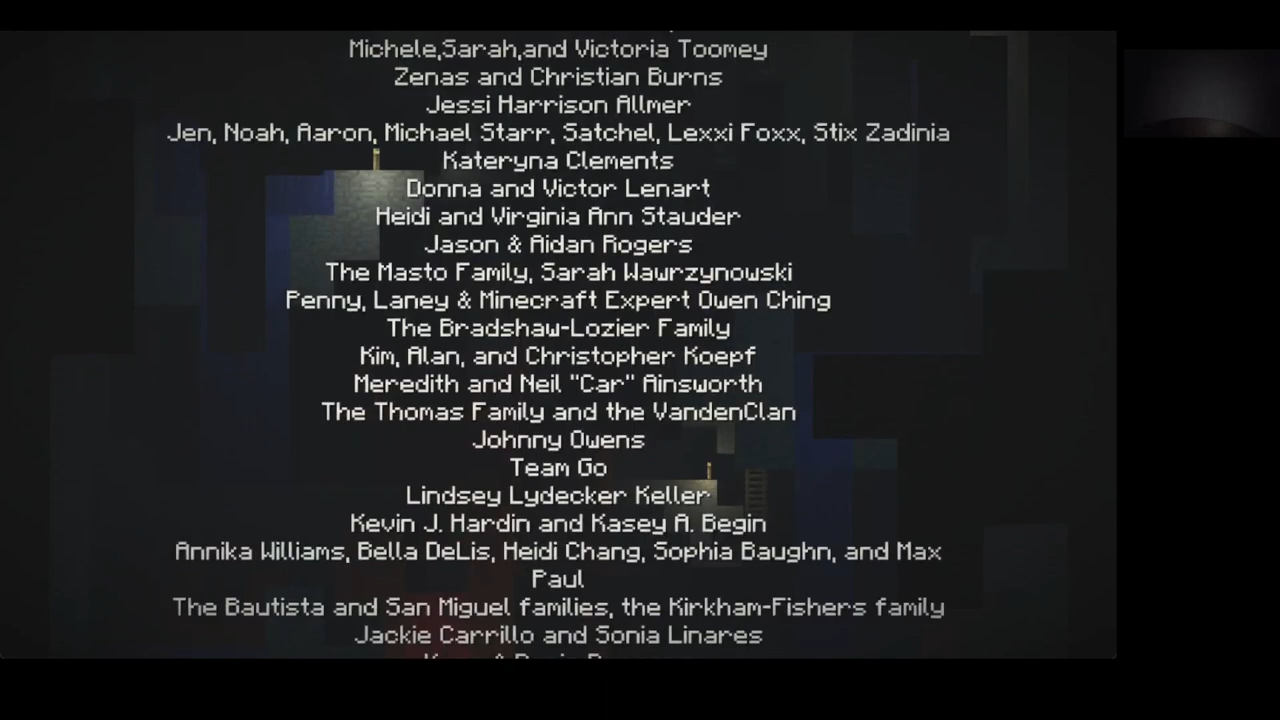 Michele,Sarah,and Victoria Toomey
Zenas and Christian Burns
Jessi Harrison Allmer
Jen, Noah, Aaron, Michael Starr, Satchel, Lexxi Foxx, Stix Zadinia
Kateryna Clements
Donna and Victor Lenart
Heidi and Virginia Ann Stauder
Jason & Aidan Rogers
The Masto Family, Sarah Wawrzynowski
Penny, Laney & Minecraft Expert Owen Ching
The Bradshaw-Lozier Family
Kim, Alan, and Christopher Koepf
Meredith and Neil "Car" Ainsworth
The Thomas Family and the VandenClan
Johnny Owens
Team Go
Lindsey Lydecker Keller
Kevin J. Hardin and Kasey A. Begin
Annika Williams, Bella DeLis, Heidi Chang, Sophia Baughn, and Max
Paul
The Bautista and San Miguel families, the Kirkham-Fishers family
Jackie Carrillo and Sonia Linares